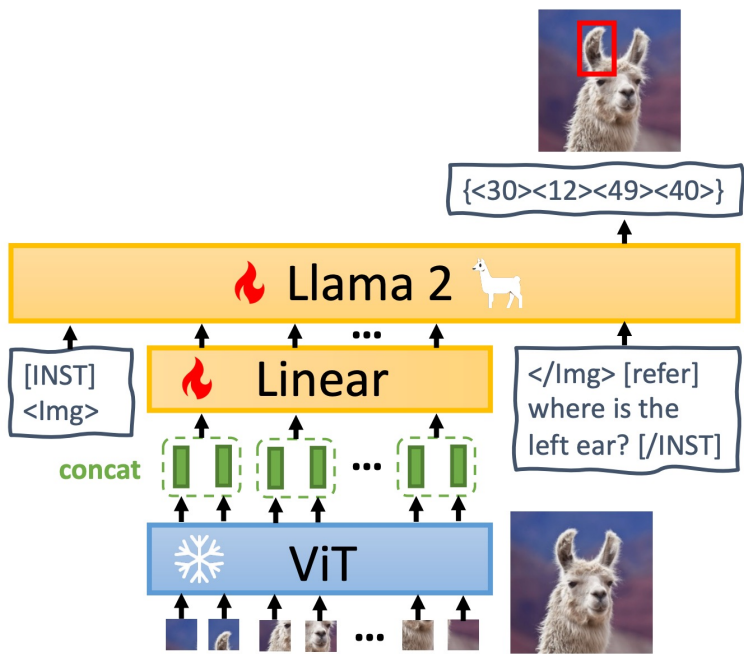 {<30><12><49><40>}
Llama 2
...
[INST]
<Img>
Linear
</Img> [refer]
where is the
left ear? [/INST]
concat
...
ViT
...